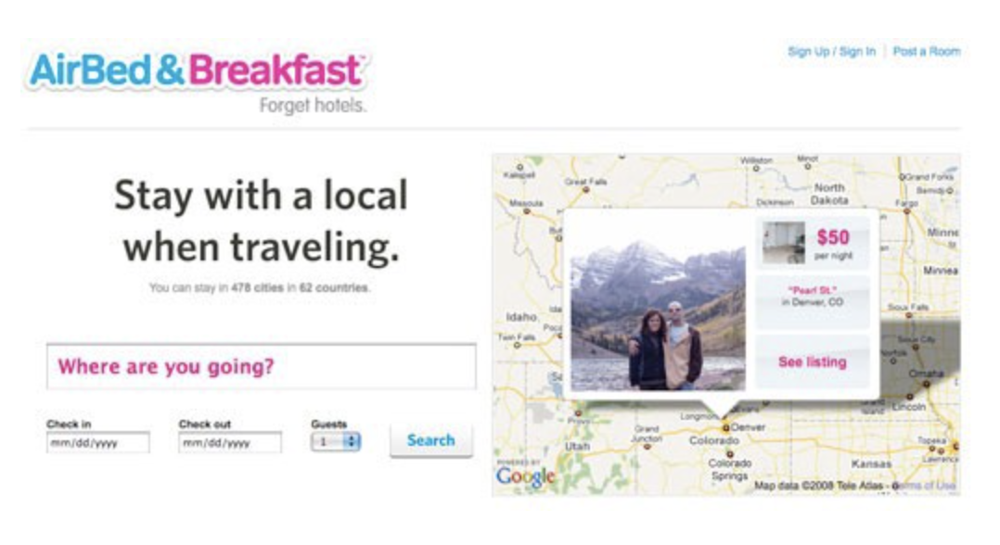 AirBed & Breakfast
Forget hotels.
Sign Up / Sign In | Post a Room
Stay with a local
when traveling.
You can stay in 478 cities in 62 countries.
Where are you going?
Check in
Check out
Guests
mm/dd/yyyy
mm/dd/yyyy
1
Search
Williston
Minot
Kalispell
Great Falls
Grand Forks
North
Dakota
Bemidji
Missoula
Dickinson
Fargo
$50
per night
Minne
Minnea
"Pearl St."
in Denver, CO
Idaho
Sioux Falls
Twin Falls
Sioux City
Norfolk
See listing
Omaha
Lincoln
Provo
Longmon
Evans
Denver
Grand
Junction
Utah
Colorado
Topeka
Colorado
Springs
Kansas
Lawrence
POWERED BY
Google
Map data ©2008 Tele Atlas - Terms of Use